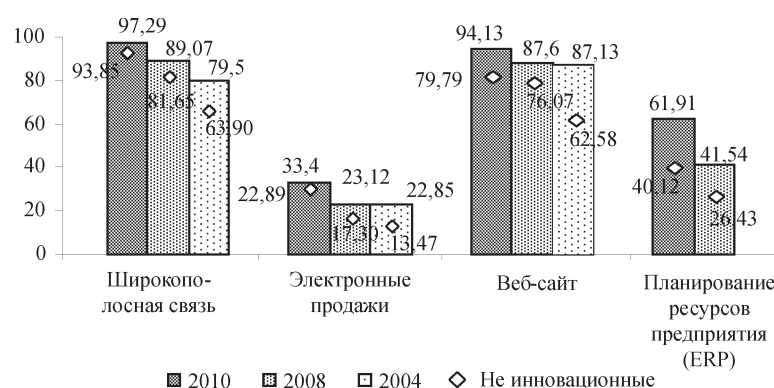 97,29
100
89,07
94,13
87,6
87,13
93,85
79,5
80
79,79
81,65
76,07
61,91
63,90
62,58
60
40
33,4
41,54
23,12
22,85
40,12
22,89
26,43
20
17,30
13,47
0
Широкопо-
лосная связь
Электронные
продажи
Веб-сайт
Планирование
ресурсов
предприятия
(ERP)
2010 2008 2004 Не инновационные